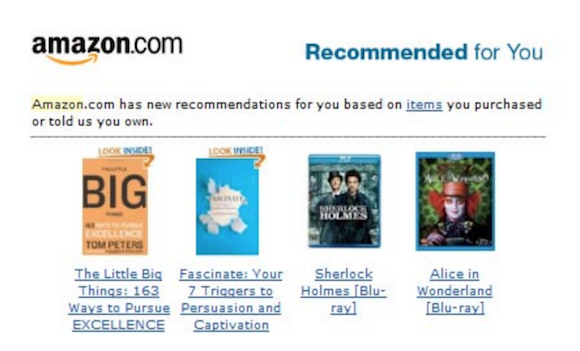 amazon.com
Recommended for You
Amazon.com has new recommendations for you based on items you purchased
or told us you own.
LOOK INSIDE!
LOOK INSIDE!
THE LITTLE
BIG
THINGS
163 WAYS TO PURSUE
EXCELLENCE
TOM PETERS
FASCINATE
SHERLOCK
HOLMES
The Little Big
Things: 163
Ways to Pursue
EXCELLENCE
Fascinate: Your
7 Triggers to
Persuasion and
Captivation
Sherlock
Holmes [Blu-
ray]
Alice in
Wonderland
[Blu-ray]